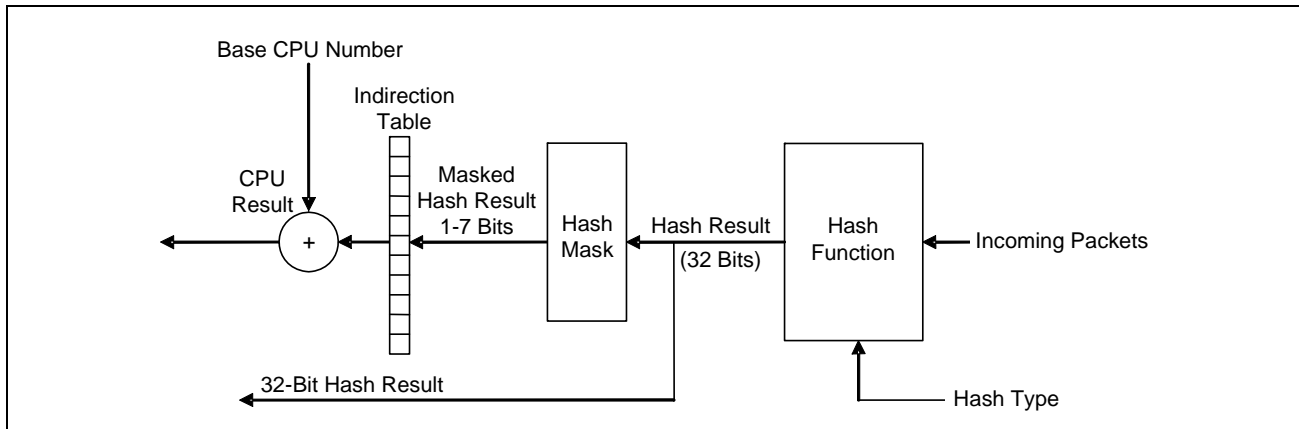 Base CPU Number
Indirection
Table
CPU
Result
+
Masked
Hash Result
1-7 Bits
Hash
Mask
Hash Result
(32 Bits)
Hash
Function
Incoming Packets
32-Bit Hash Result
Hash Type